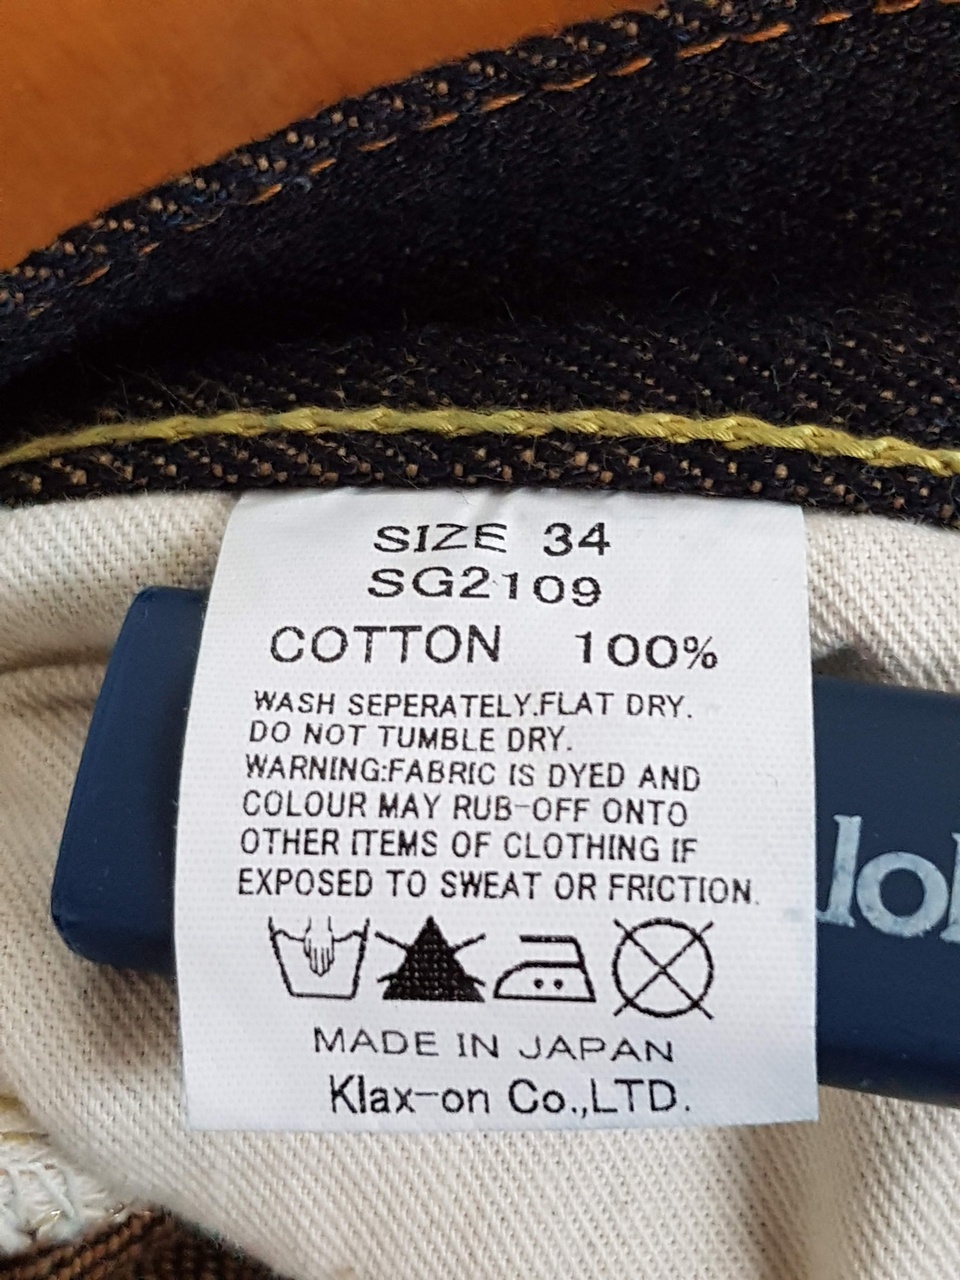 SIZE 34
SG2109
COTTON 100%
WASH SEPERATELY.FLAT DRY.
DO NOT TUMBLE DRY.
WARNING:FABRIC IS DYED AND
COLOUR MAY RUB-OFF ONTO
OTHER ITEMS OF CLOTHING IF
EXPOSED TO SWEAT OR FRICTION.
MADE IN JAPAN
Klax-on Co.,LTD.